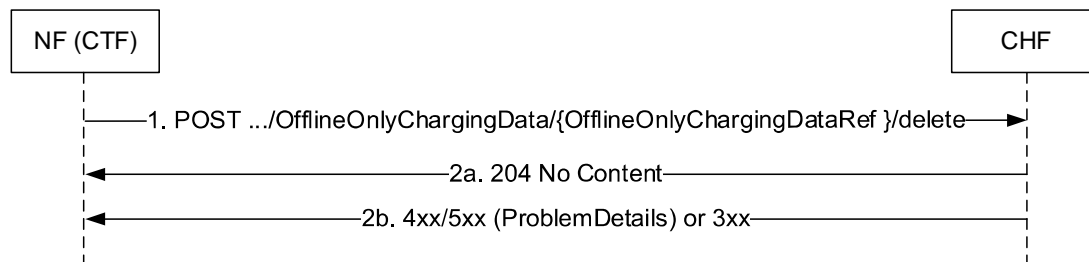 NF (CTF)
CHF
1. POST .../OfflineOnlyChargingData/{OfflineOnlyChargingDataRef }/delete
2a. 204 No Content
2b. 4xx/5xx (ProblemDetails) or 3xx